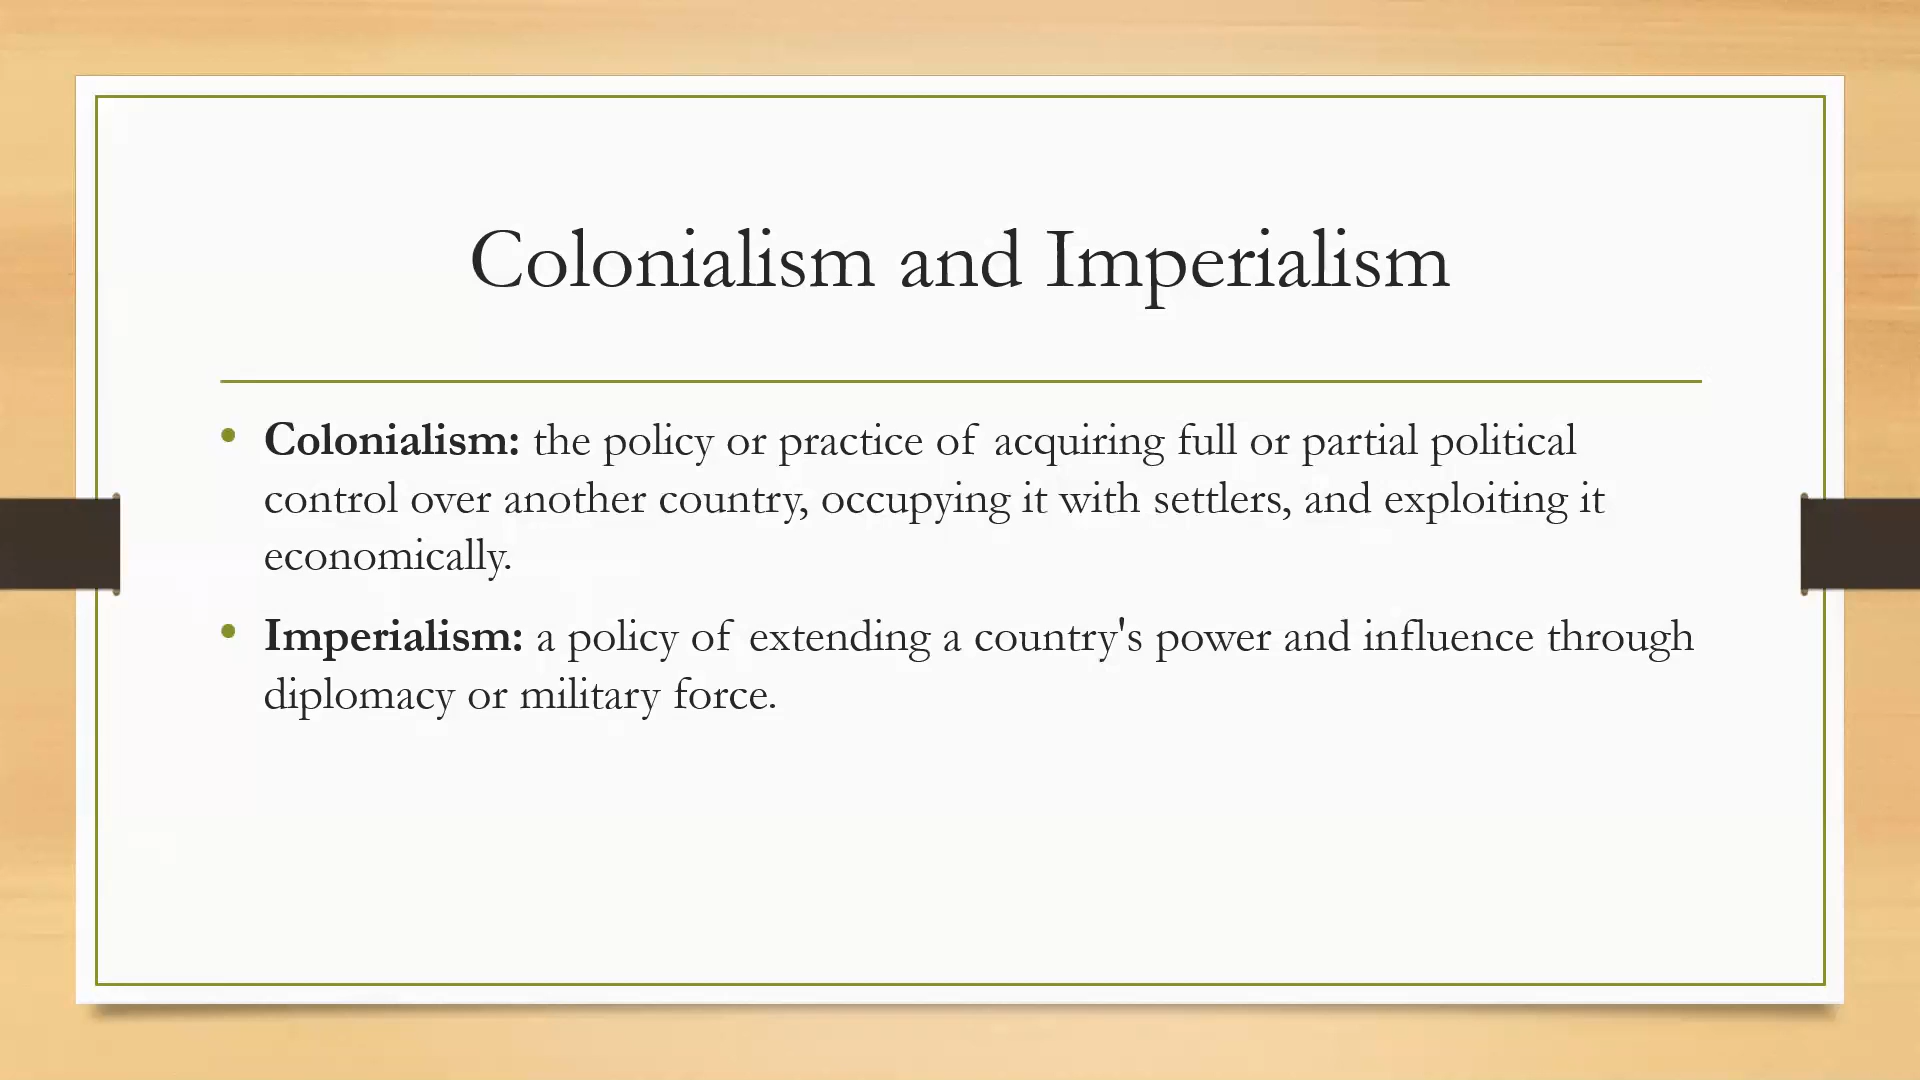 Colonialism and Imperialism
• Colonialism: the policy or practice of acquiring full or partial political
control over another country, occupying it with settlers, and exploiting it
economically.
• Imperialism: a policy of extending a country's power and influence through
diplomacy or military force.